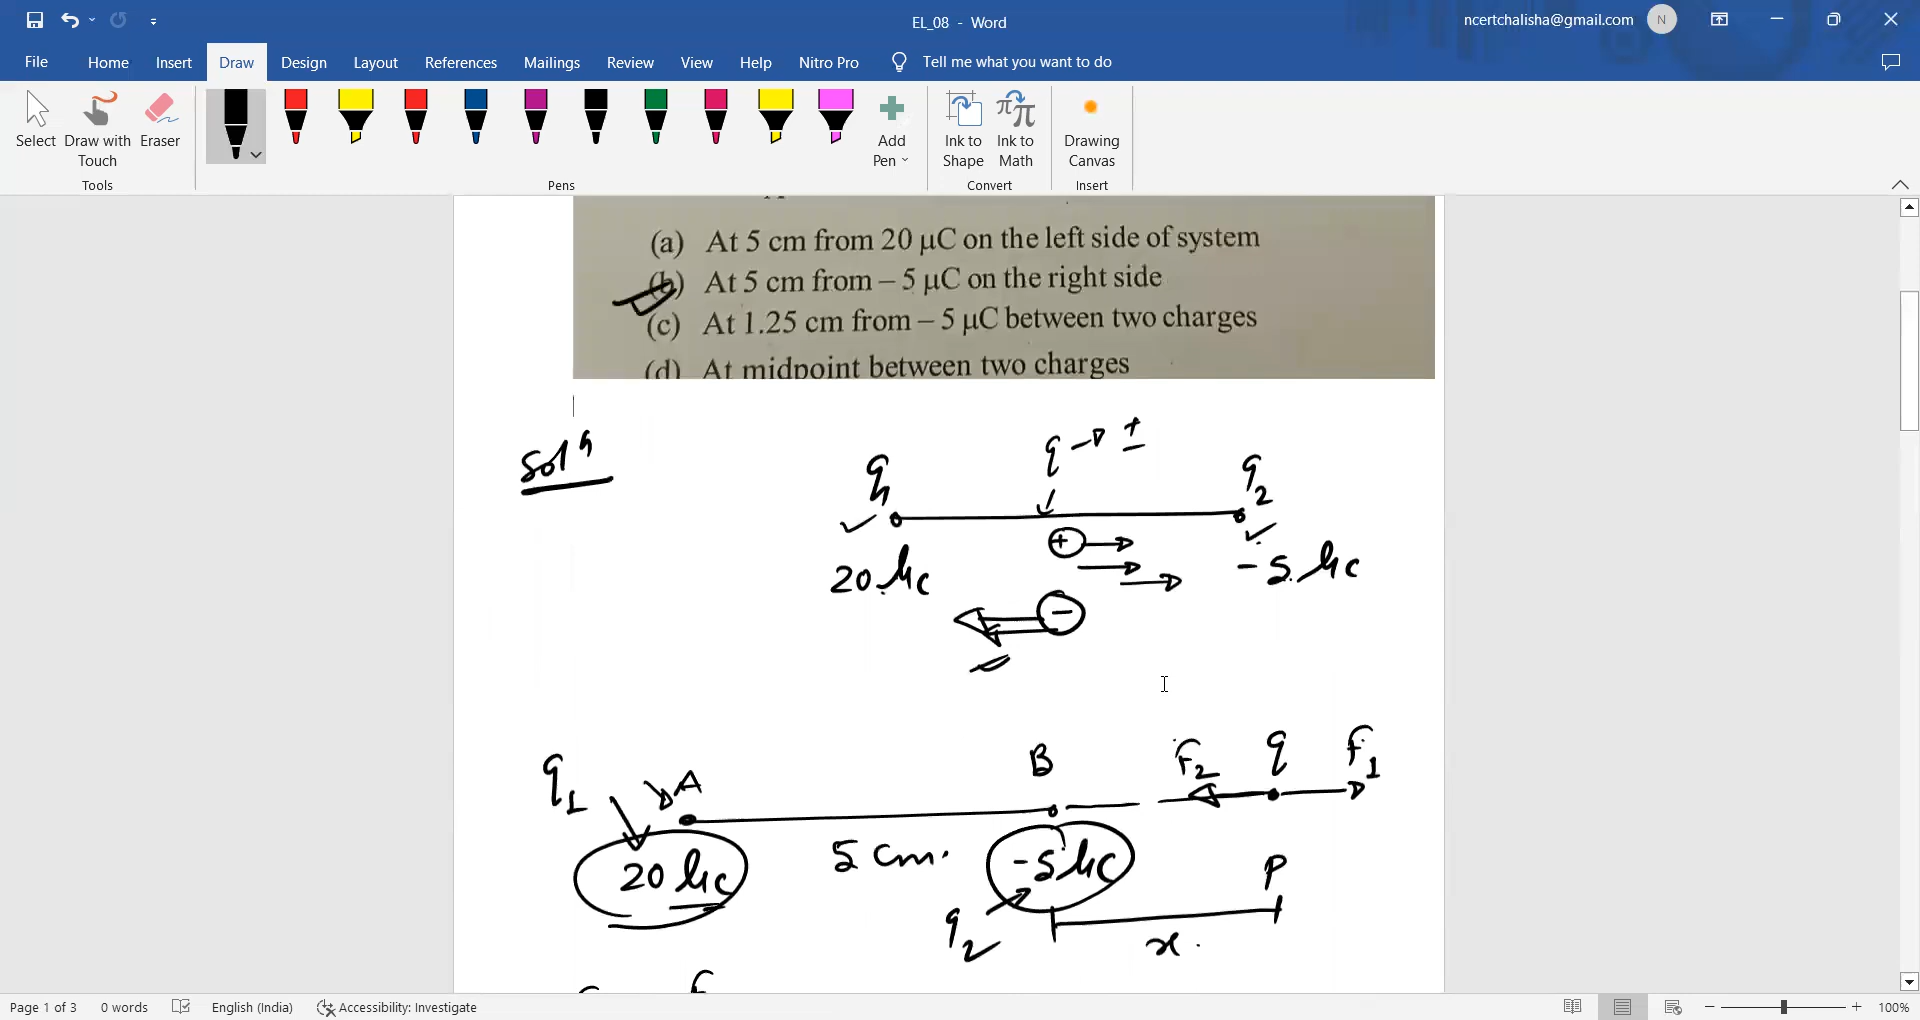 EL_08 - Word
ncertchalisha@gmail.com N
File Home Insert Draw Design Layout References Mailings Review View Help Nitro Pro Tell me what you want to do
Select Draw with Touch Eraser
Add Pen
Ink to Shape Ink to Math
Drawing Canvas
Tools Pens Convert Insert
(a) At 5 cm from 20 μC on the left side of system
(b) At 5 cm from – 5 μC on the right side
(c) At 1.25 cm from – 5 μC between two charges
(d) At midpoint between two charges
Solⁿ
q → ±
q₁ q₂
+
20 μc -5 μc
−
q₁ A B F₂ q F₁
20 μc 5 cm. -5 μc P
q₂ x
Page 1 of 3 0 words English (India) Accessibility: Investigate 100%